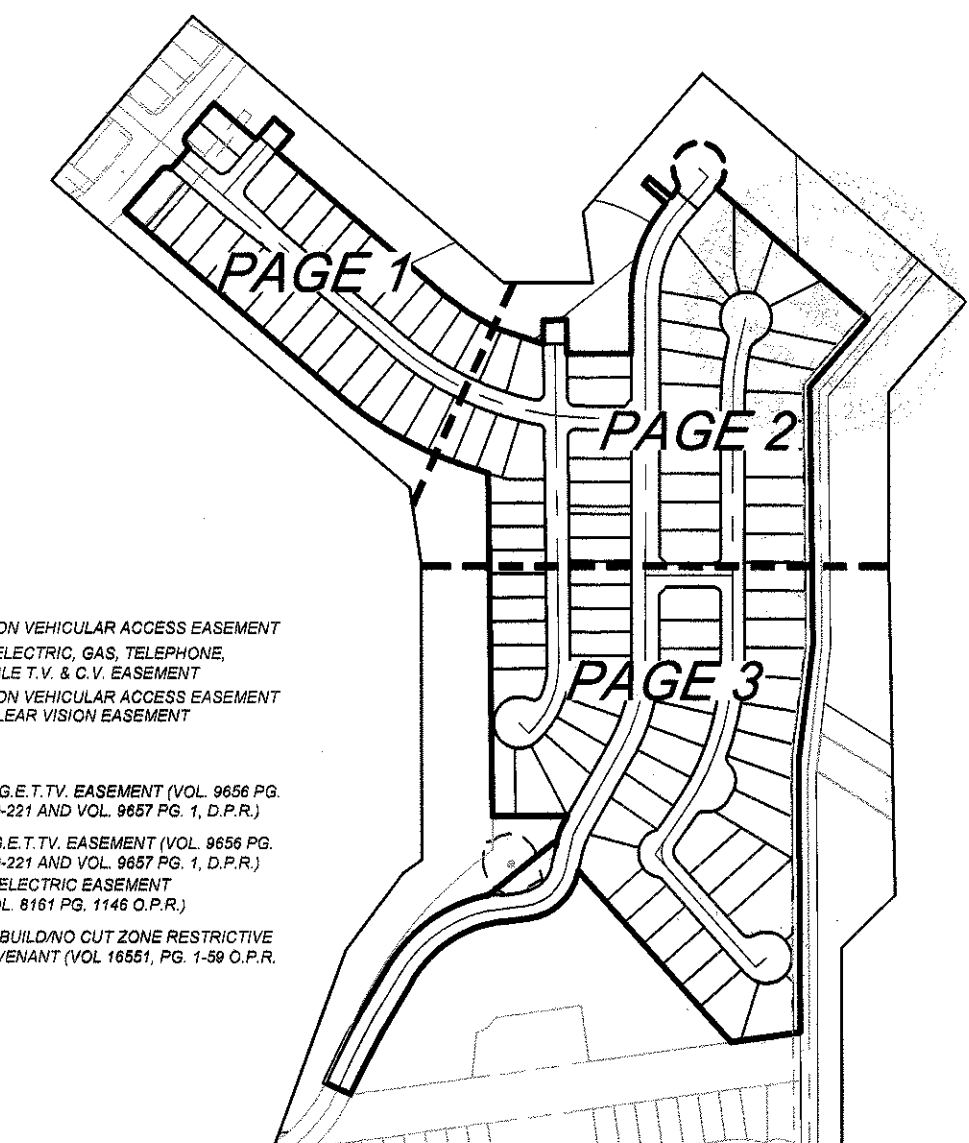 PAGE 1
PAGE 2
PAGE 3
ON VEHICULAR ACCESS EASEMENT
ELECTRIC, GAS, TELEPHONE,
LE T.V. & C.V. EASEMENT
ON VEHICULAR ACCESS EASEMENT
LEAR VISION EASEMENT
G.E.T.TV. EASEMENT (VOL. 9656 PG.
-221 AND VOL. 9657 PG. 1, D.P.R.)
G.E.T.TV. EASEMENT (VOL. 9656 PG.
-221 AND VOL. 9657 PG. 1, D.P.R.)
ELECTRIC EASEMENT
L. 8161 PG. 1146 O.P.R.)
BUILD/NO CUT ZONE RESTRICTIVE
VENANT (VOL 16551, PG. 1-59 O.P.R.